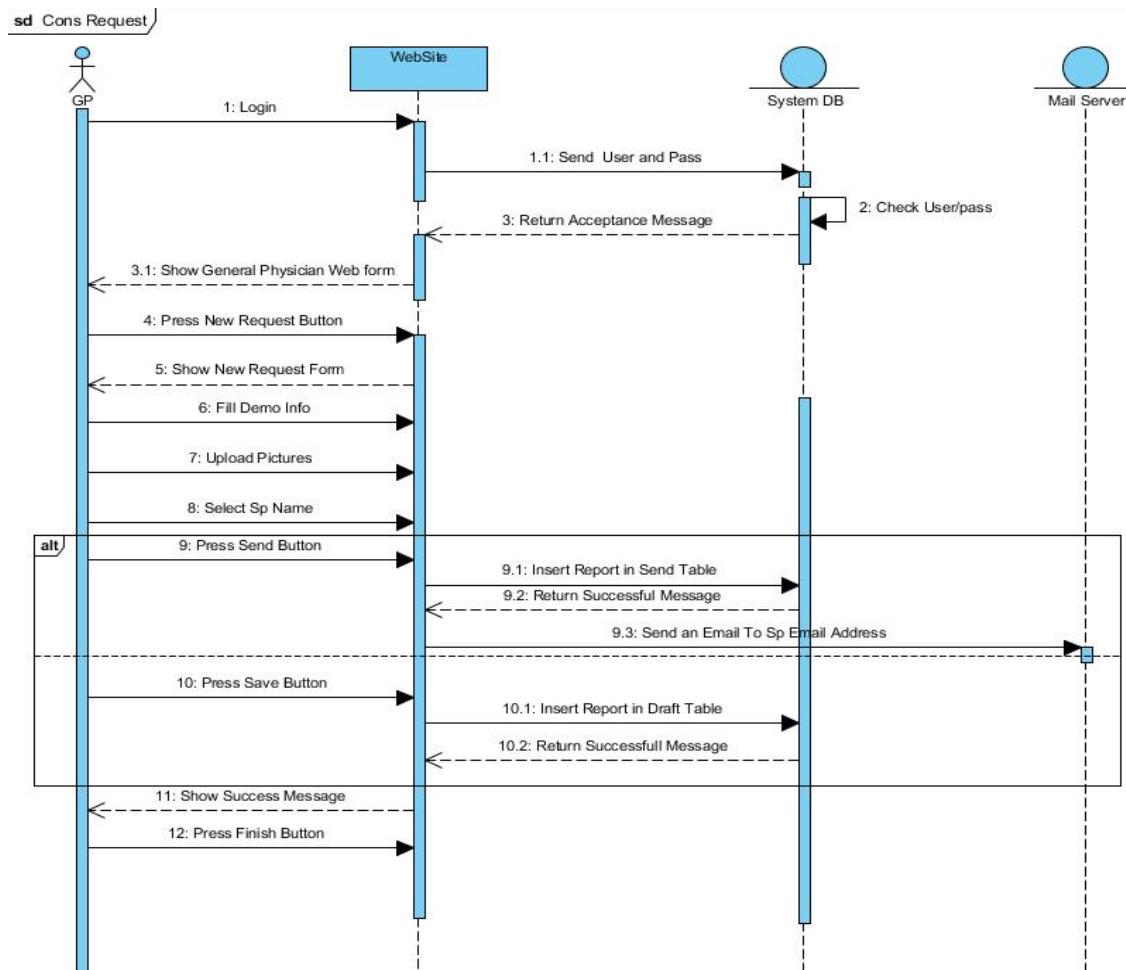 sd Cons Request
GP
WebSite
System DB
Mail Server
1: Login
1.1: Send User and Pass
2: Check User/pass
3: Return Acceptance Message
3.1: Show General Physician Web form
4: Press New Request Button
5: Show New Request Form
6: Fill Demo Info
7: Upload Pictures
8: Select Sp Name
alt
9: Press Send Button
9.1: Insert Report in Send Table
9.2: Return Successful Message
9.3: Send an Email To Sp Email Address
10: Press Save Button
10.1: Insert Report in Draft Table
10.2: Return Successfull Message
11: Show Success Message
12: Press Finish Button